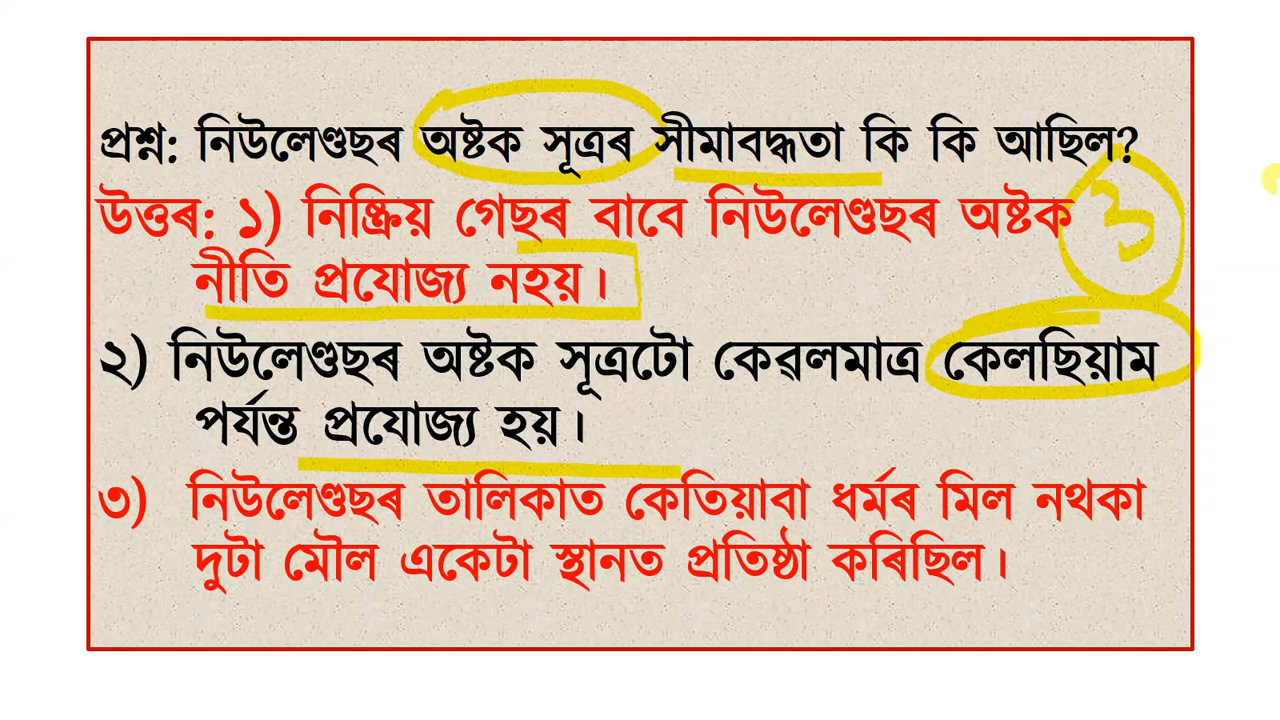 প্ৰশ্ন: নিউলেণ্ডছৰ অষ্টক সূত্ৰৰ সীমাবদ্ধতা কি কি আছিল?
উত্তৰ: ১) নিষ্ক্ৰিয় গেছৰ বাবে নিউলেণ্ডছৰ অষ্টক
নীতি প্ৰযোজ্য নহয়।
৩
২) নিউলেণ্ডছৰ অষ্টক সূত্ৰটো কেৱলমাত্ৰ কেলছিয়াম
পৰ্যন্ত প্ৰযোজ্য হয়।
৩) নিউলেণ্ডছৰ তালিকাত কেতিয়াবা ধৰ্মৰ মিল নথকা
দুটা মৌল একেটা স্থানত প্ৰতিষ্ঠা কৰিছিল।